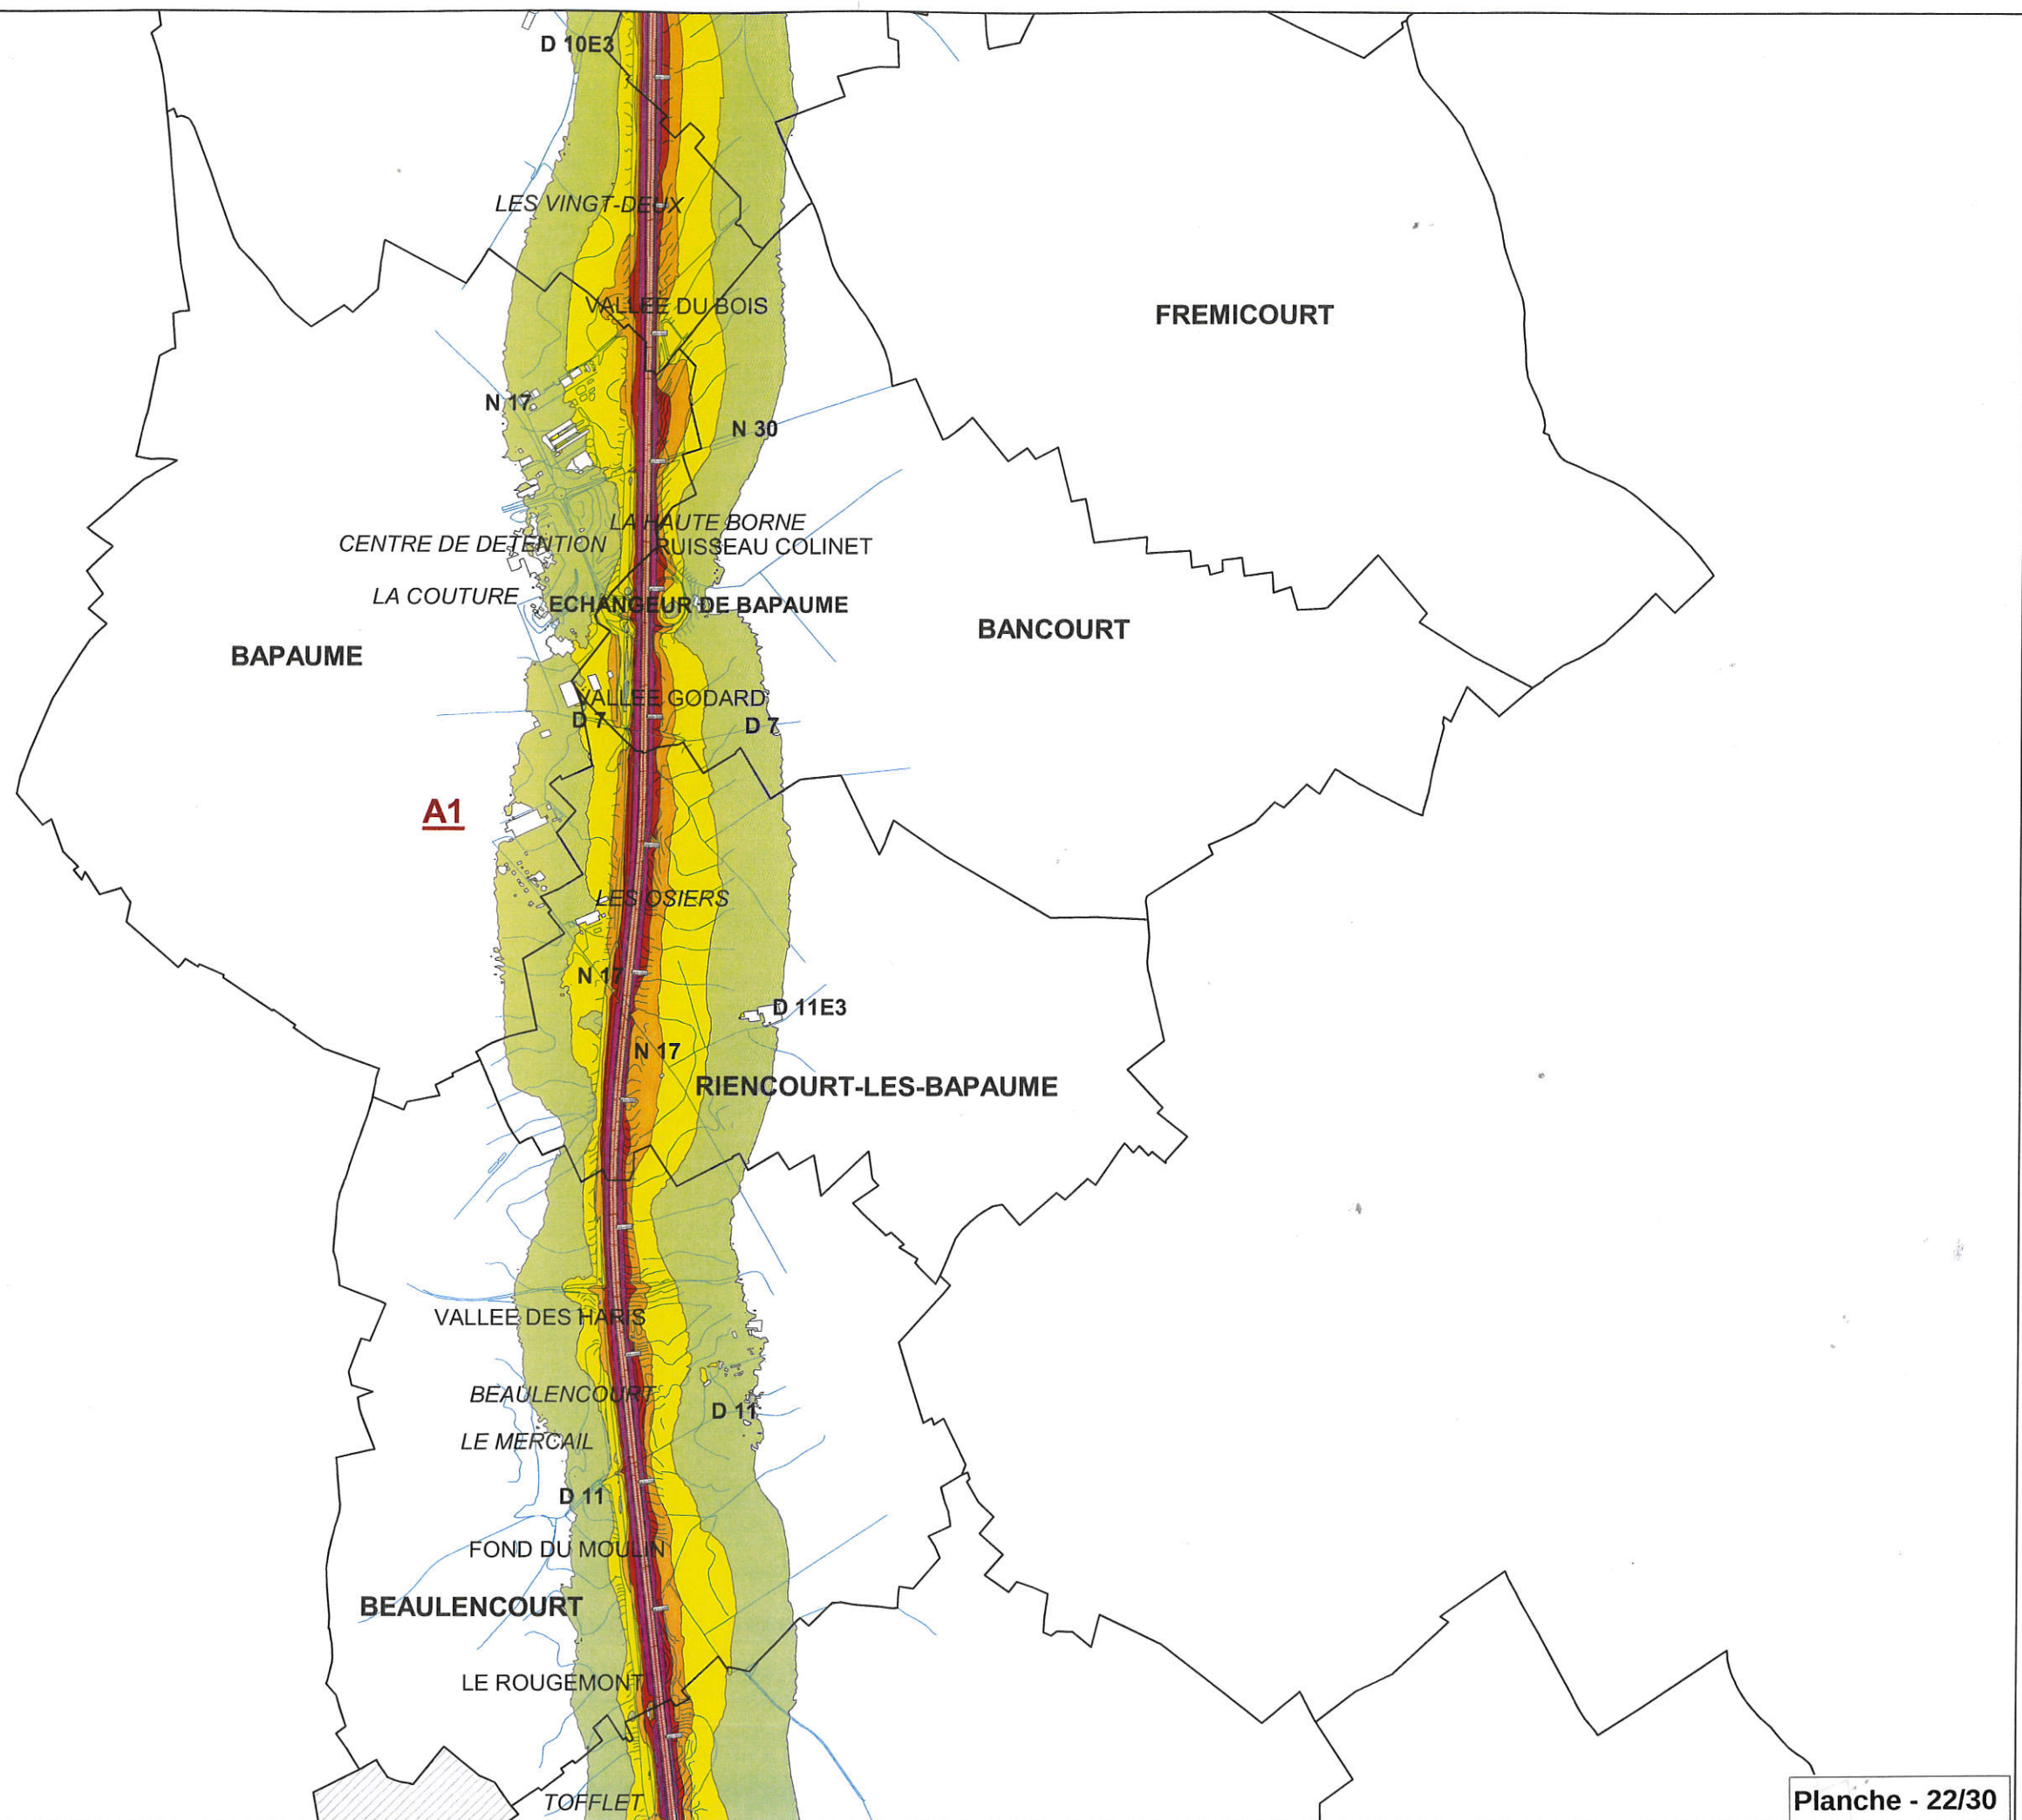 D 10E3
LES VINGT-DEUX
VALLEE DU BOIS
FREMICOURT
N 17
N 30
LA HAUTE BORNE
CENTRE DE DETENTION
RUISSEAU COLINET
LA COUTURE
ECHANGEUR DE BAPAUME
BANCOURT
BAPAUME
VALLEE GODARD
D 7
D 7
A1
LES OSIERS
N 17
D 11E3
N 17
RIENCOURT-LES-BAPAUME
VALLEE DES HARIS
BEAULENCOURT
D 11
LE MERCAIL
D 11
FOND DU MOULIN
BEAULENCOURT
LE ROUGEMONT
TOFFLET
Planche - 22/30